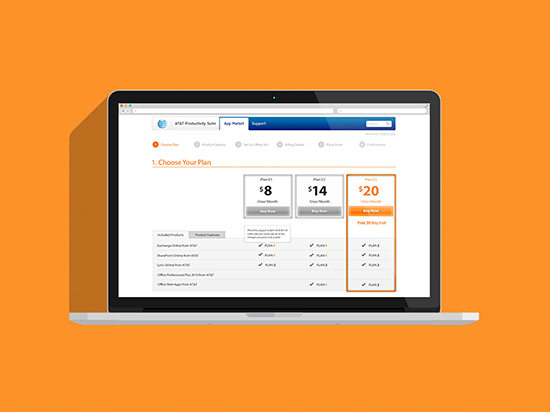 AT&T Productivity Suite App Market Support
1 Choose Plan 2 Product Options 3 Set Up Office 365 4 Billing Details 5 Place Order 6 Confirmation
1. Choose Your Plan
Plan E1 Plan E2 Plan E3
$8 $14 $20
/User Month /User Month /User Month
Buy Now Buy Now Buy Now
Free 30 day trial
Included Products Product Features
Exchange Online from AT&T ✓ PLAN 1 ✓ PLAN 1 ✓ PLAN 2
SharePoint Online from AT&T ✓ PLAN 1 ✓ PLAN 1 ✓ PLAN 2
Lync Online from AT&T ✓ PLAN 2 ✓ PLAN 2 ✓ PLAN 2
Office Professional Plus 2010 from AT&T
Office Web Apps from AT&T ✓ PLAN 1 ✓ PLAN 2